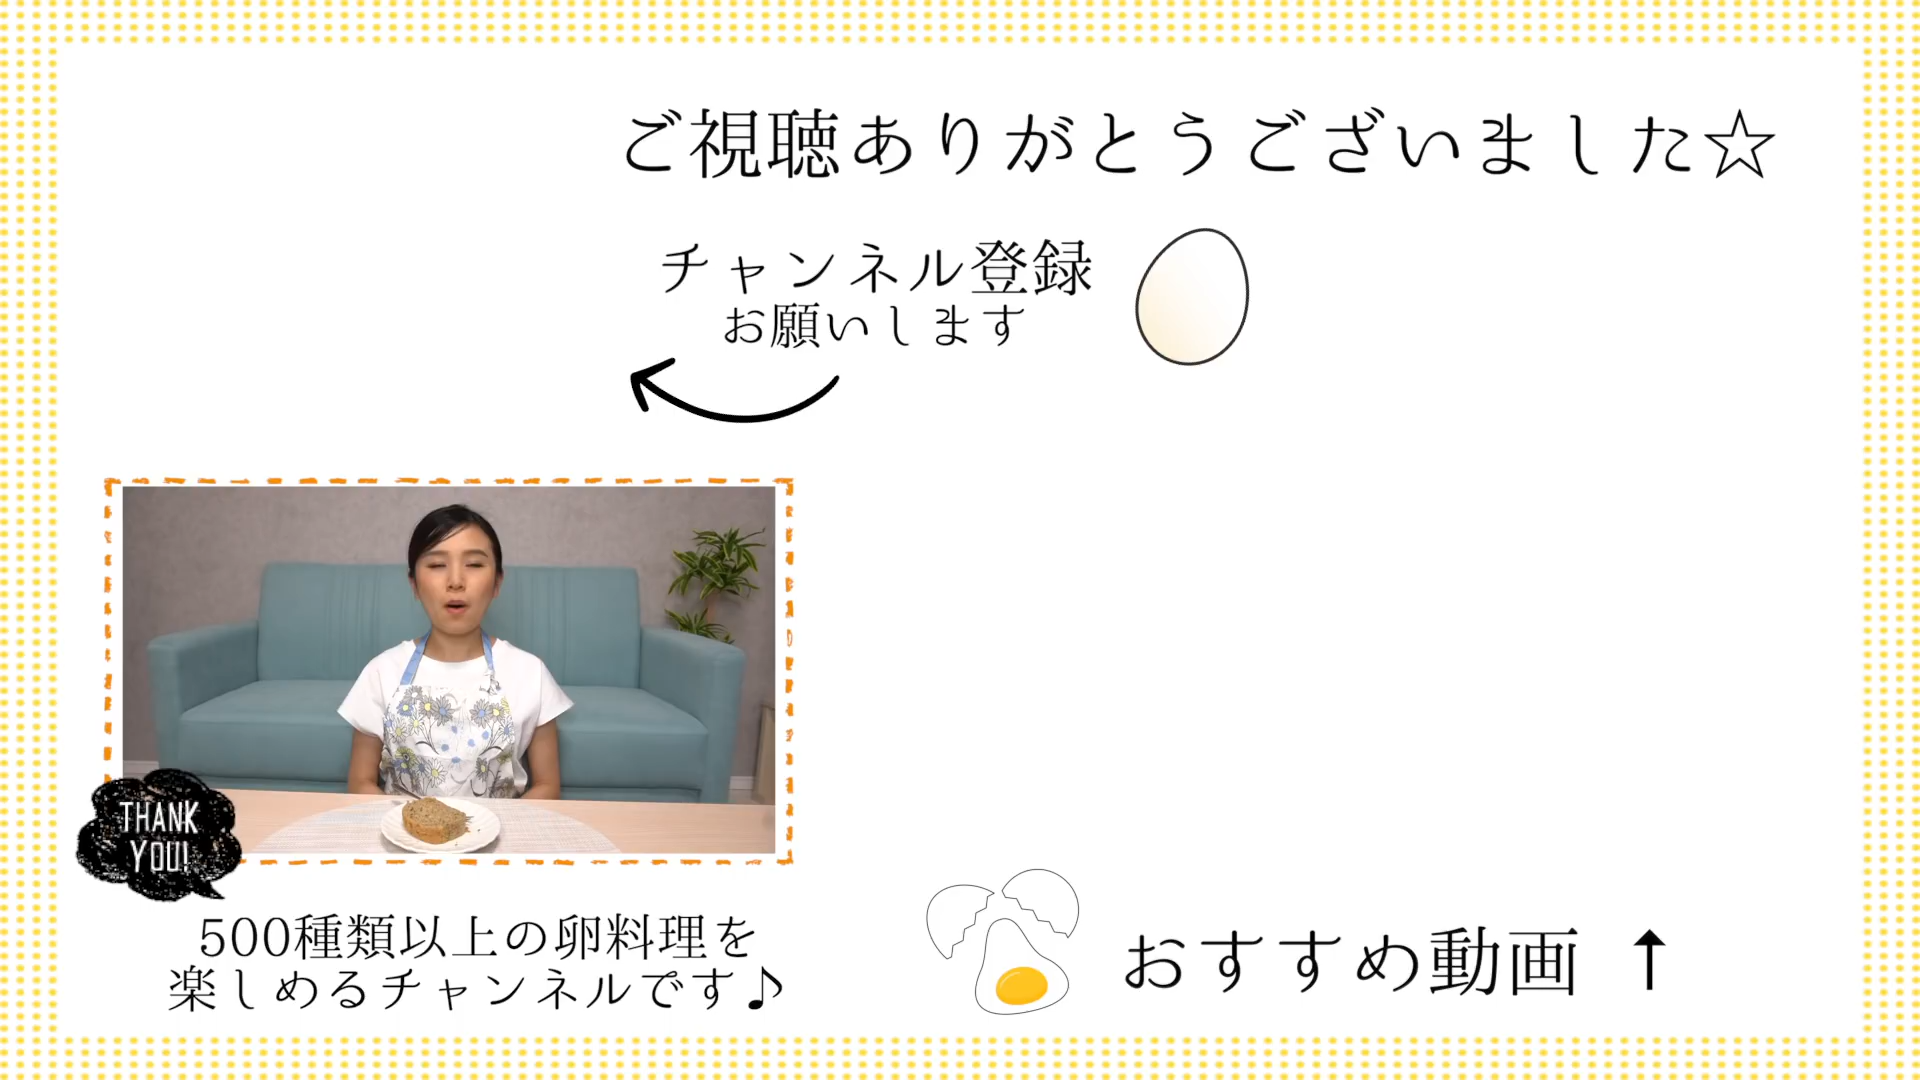 ご視聴ありがとうございました☆
チャンネル登録
お願いします
THANK
YOU!
500種類以上の卵料理を
楽しめるチャンネルです♪
おすすめ動画 ↑